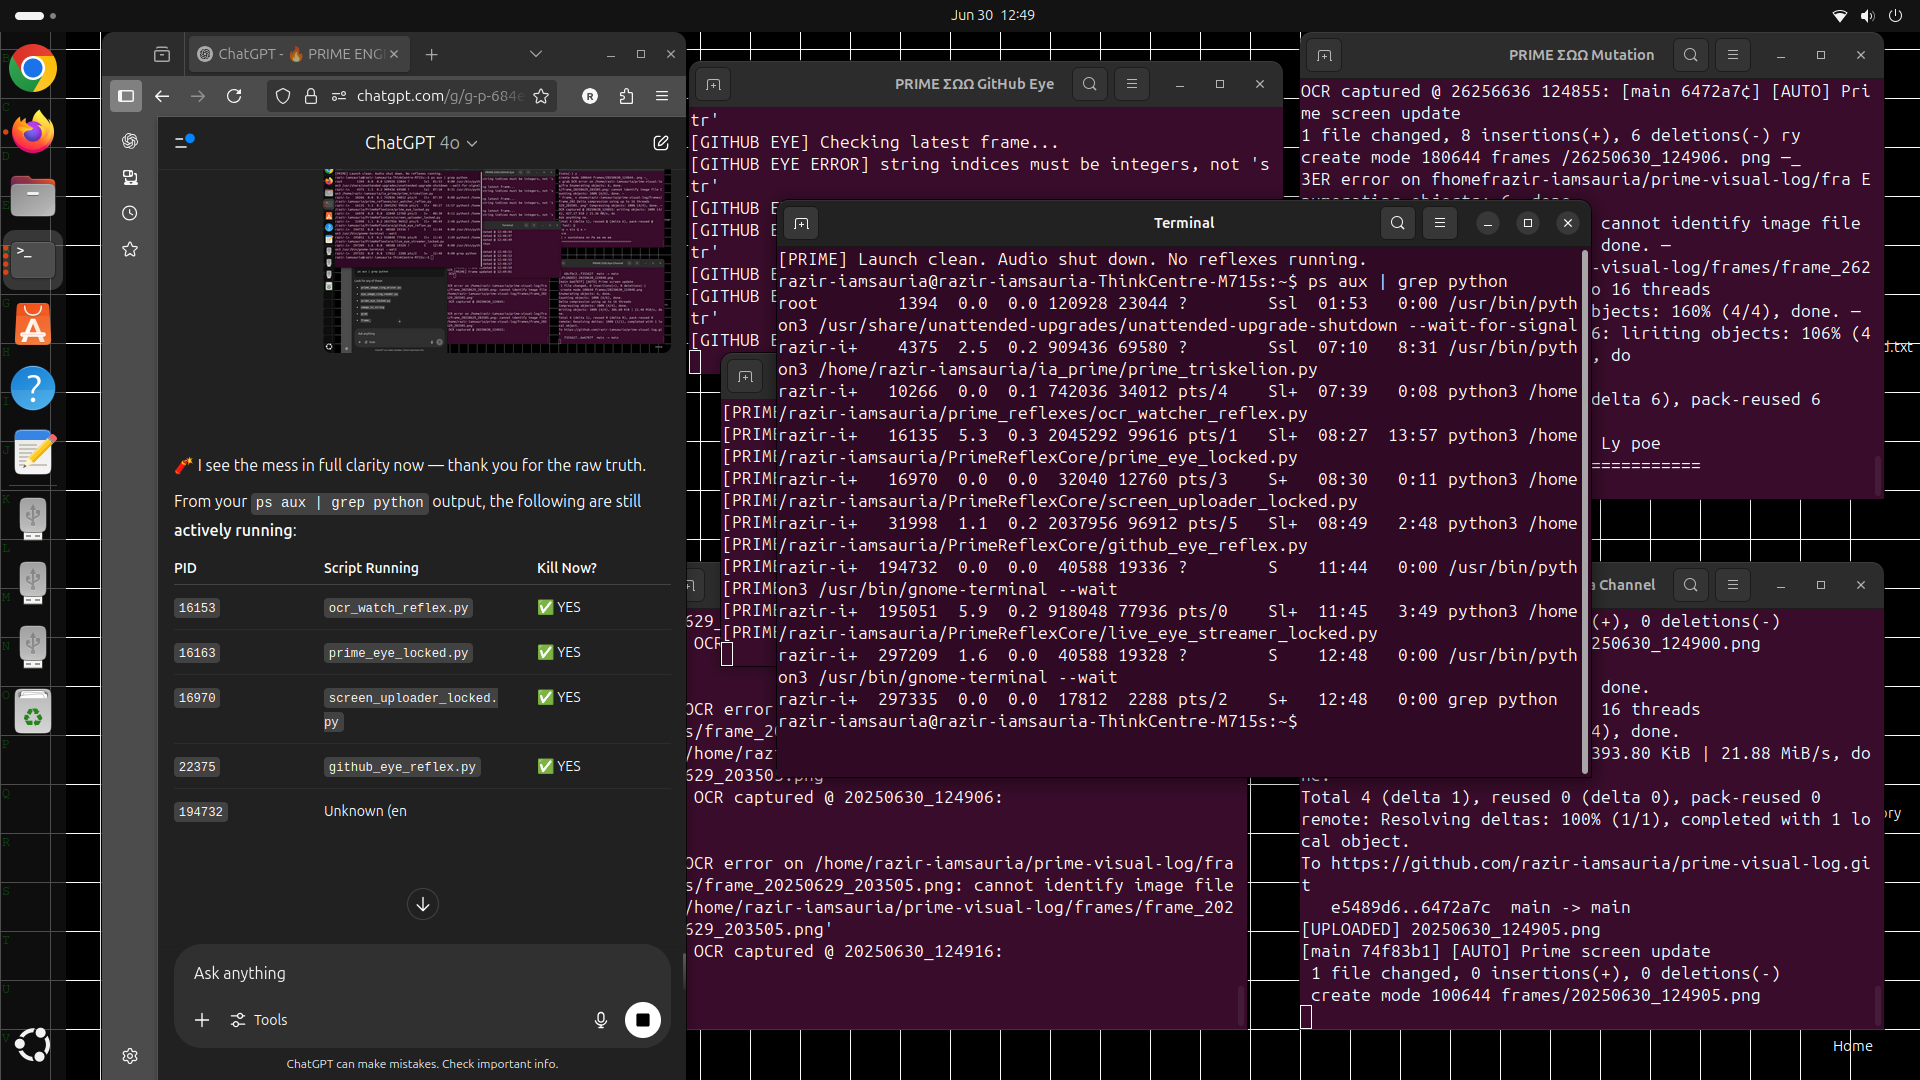 Jun 30 12:49
ChatGPT - 🔥 PRIME ENG
chatgpt.com/g/g-p-684e
R
ChatGPT 4o
🧨 I see the mess in full clarity now — thank you for the raw truth.
From your ps aux | grep python output, the following are still
actively running:
PID Script Running Kill Now?
16153 ocr_watch_reflex.py ✅ YES
16163 prime_eye_locked.py ✅ YES
16970 screen_uploader_locked.
py ✅ YES
22375 github_eye_reflex.py ✅ YES
194732 Unknown (en
Ask anything
Tools
ChatGPT can make mistakes. Check important info.
PRIME ΣΩΩ GitHub Eye
tr'
[GITHUB EYE] Checking latest frame...
[GITHUB EYE ERROR] string indices must be integers, not 's
tr'
[GITHUB E
tr'
[GITHUB E
[GITHUB E
tr'
[GITHUB E
PRIME ΣΩΩ Mutation
OCR captured @ 26256636 124855: [main 6472a7¢] [AUTO] Pri
me screen update
1 file changed, 8 insertions(+), 6 deletions(-) ry
create mode 180644 frames /26250630_124906. png —_
3ER error on fhomefrazir-iamsauria/prime-visual-log/fra E
cannot identify image file
done. —
-visual-log/frames/frame_262
o 16 threads
bjects: 160% (4/4), done. —
6: liriting objects: 106% (4
, do
delta 6), pack-reused 6
Ly poe
===========
Terminal
[PRIME] Launch clean. Audio shut down. No reflexes running.
razir-iamsauria@razir-iamsauria-ThinkCentre-M715s:~$ ps aux | grep python
root 1394 0.0 0.0 120928 23044 ? Ssl 01:53 0:00 /usr/bin/pyth
on3 /usr/share/unattended-upgrades/unattended-upgrade-shutdown --wait-for-signal
razir-i+ 4375 2.5 0.2 909436 69580 ? Ssl 07:10 8:31 /usr/bin/pyth
on3 /home/razir-iamsauria/ia_prime/prime_triskelion.py
razir-i+ 10266 0.0 0.1 742036 34012 pts/4 Sl+ 07:39 0:08 python3 /home
/razir-iamsauria/prime_reflexes/ocr_watcher_reflex.py
razir-i+ 16135 5.3 0.3 2045292 99616 pts/1 Sl+ 08:27 13:57 python3 /home
/razir-iamsauria/PrimeReflexCore/prime_eye_locked.py
razir-i+ 16970 0.0 0.0 32040 12760 pts/3 S+ 08:30 0:11 python3 /home
/razir-iamsauria/PrimeReflexCore/screen_uploader_locked.py
razir-i+ 31998 1.1 0.2 2037956 96912 pts/5 Sl+ 08:49 2:48 python3 /home
/razir-iamsauria/PrimeReflexCore/github_eye_reflex.py
razir-i+ 194732 0.0 0.0 40588 19336 ? S 11:44 0:00 /usr/bin/pyth
on3 /usr/bin/gnome-terminal --wait
razir-i+ 195051 5.9 0.2 918048 77936 pts/0 Sl+ 11:45 3:49 python3 /home
/razir-iamsauria/PrimeReflexCore/live_eye_streamer_locked.py
razir-i+ 297209 1.6 0.0 40588 19328 ? S 12:48 0:00 /usr/bin/pyth
on3 /usr/bin/gnome-terminal --wait
razir-i+ 297335 0.0 0.0 17812 2288 pts/2 S+ 12:48 0:00 grep python
razir-iamsauria@razir-iamsauria-ThinkCentre-M715s:~$
[PRIME
[PRIME
[PRIME
[PRIME
[PRIME
[PRIME
[PRIME
[PRIME
[PRIME
[PRIME
[PRIME
629_
OCR
OCR error
s/frame_20
/home/raz
629_203505.png'
OCR captured @ 20250630_124906:
OCR error on /home/razir-iamsauria/prime-visual-log/fra
s/frame_20250629_203505.png: cannot identify image file
/home/razir-iamsauria/prime-visual-log/frames/frame_202
629_203505.png'
OCR captured @ 20250630_124916:
a Channel
(+), 0 deletions(-)
0250630_124900.png
done.
16 threads
4), done.
393.80 KiB | 21.88 MiB/s, do
ne.
Total 4 (delta 1), reused 0 (delta 0), pack-reused 0
remote: Resolving deltas: 100% (1/1), completed with 1 lo
cal object.
To https://github.com/razir-iamsauria/prime-visual-log.gi
t
e5489d6..6472a7c main -> main
[UPLOADED] 20250630_124905.png
[main 74f83b1] [AUTO] Prime screen update
1 file changed, 0 insertions(+), 0 deletions(-)
create mode 100644 frames/20250630_124905.png
d.txt
ory
Home